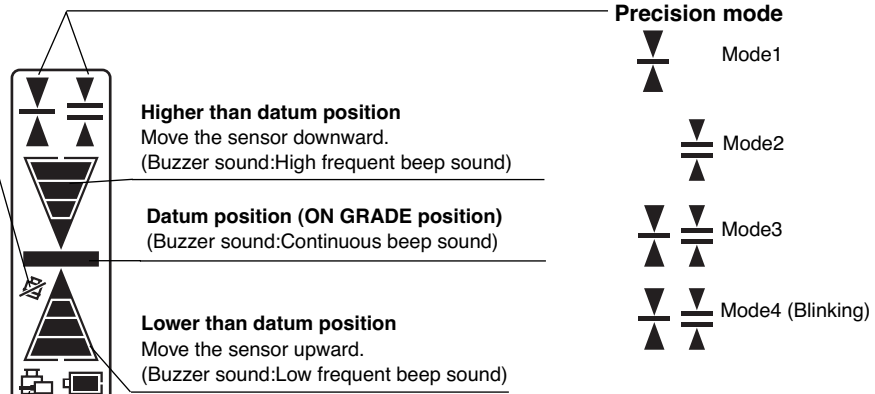 Precision mode
Mode1
Higher than datum position
Move the sensor downward.
(Buzzer sound:High frequent beep sound)
Mode2
Datum position (ON GRADE position)
(Buzzer sound:Continuous beep sound)
Mode3
Lower than datum position
Move the sensor upward.
(Buzzer sound:Low frequent beep sound)
Mode4 (Blinking)